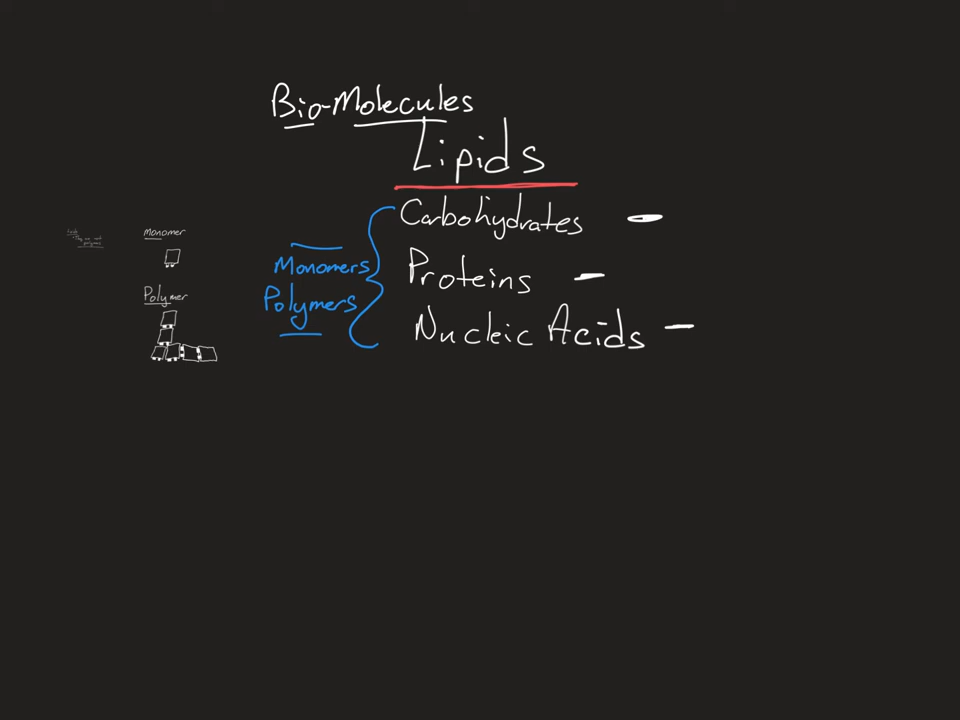 Bio-Molecules
Lipids
Carbohydrates -
Proteins -
Nucleic Acids -
Monomers
Polymers
Monomer
Polymer